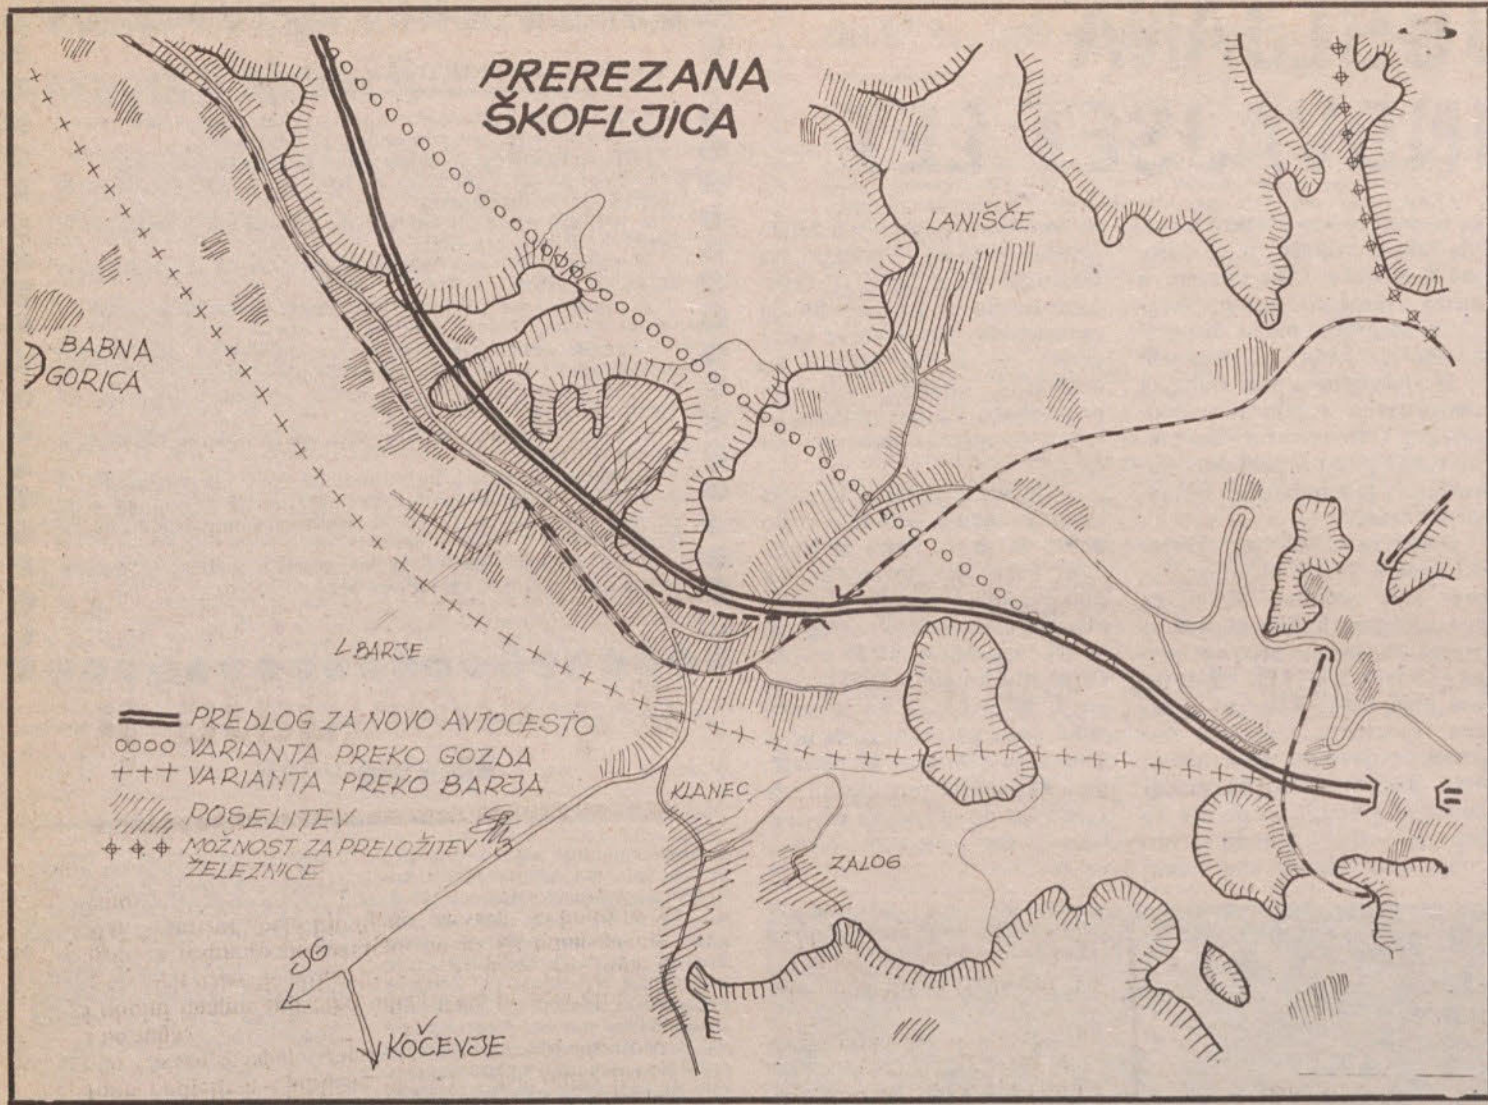 PREREZANA
ŠKOFLJICA
LANIŠČE
BABNA
GORICA
L BARJE
PREDLOG ZA NOVO AVTOCESTO
VARIANTA PREKO GOZDA
VARIANTA PREKO BARJA
POSELITEV
MOŽNOST ZA PRELOŽITEV
ŽELEZNICE
KLANEC
ZALOG
IG
KOČEVJE